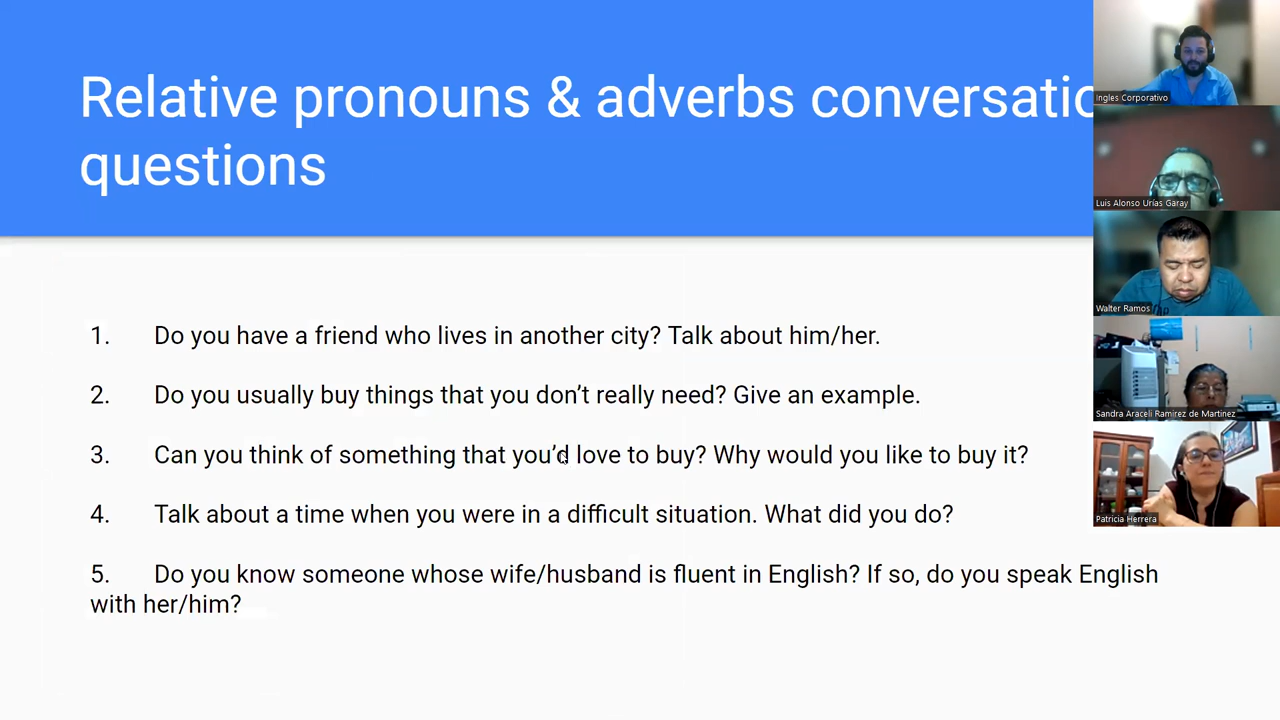 Relative pronouns & adverbs conversatio
questions
1. Do you have a friend who lives in another city? Talk about him/her.
2. Do you usually buy things that you don’t really need? Give an example.
3. Can you think of something that you’d love to buy? Why would you like to buy it?
4. Talk about a time when you were in a difficult situation. What did you do?
5. Do you know someone whose wife/husband is fluent in English? If so, do you speak English
with her/him?
Ingles Corporativo
Luis Alonso Urías Garay
Walter Ramos
Sandra Araceli Ramirez de Martinez
Patricia Herrera